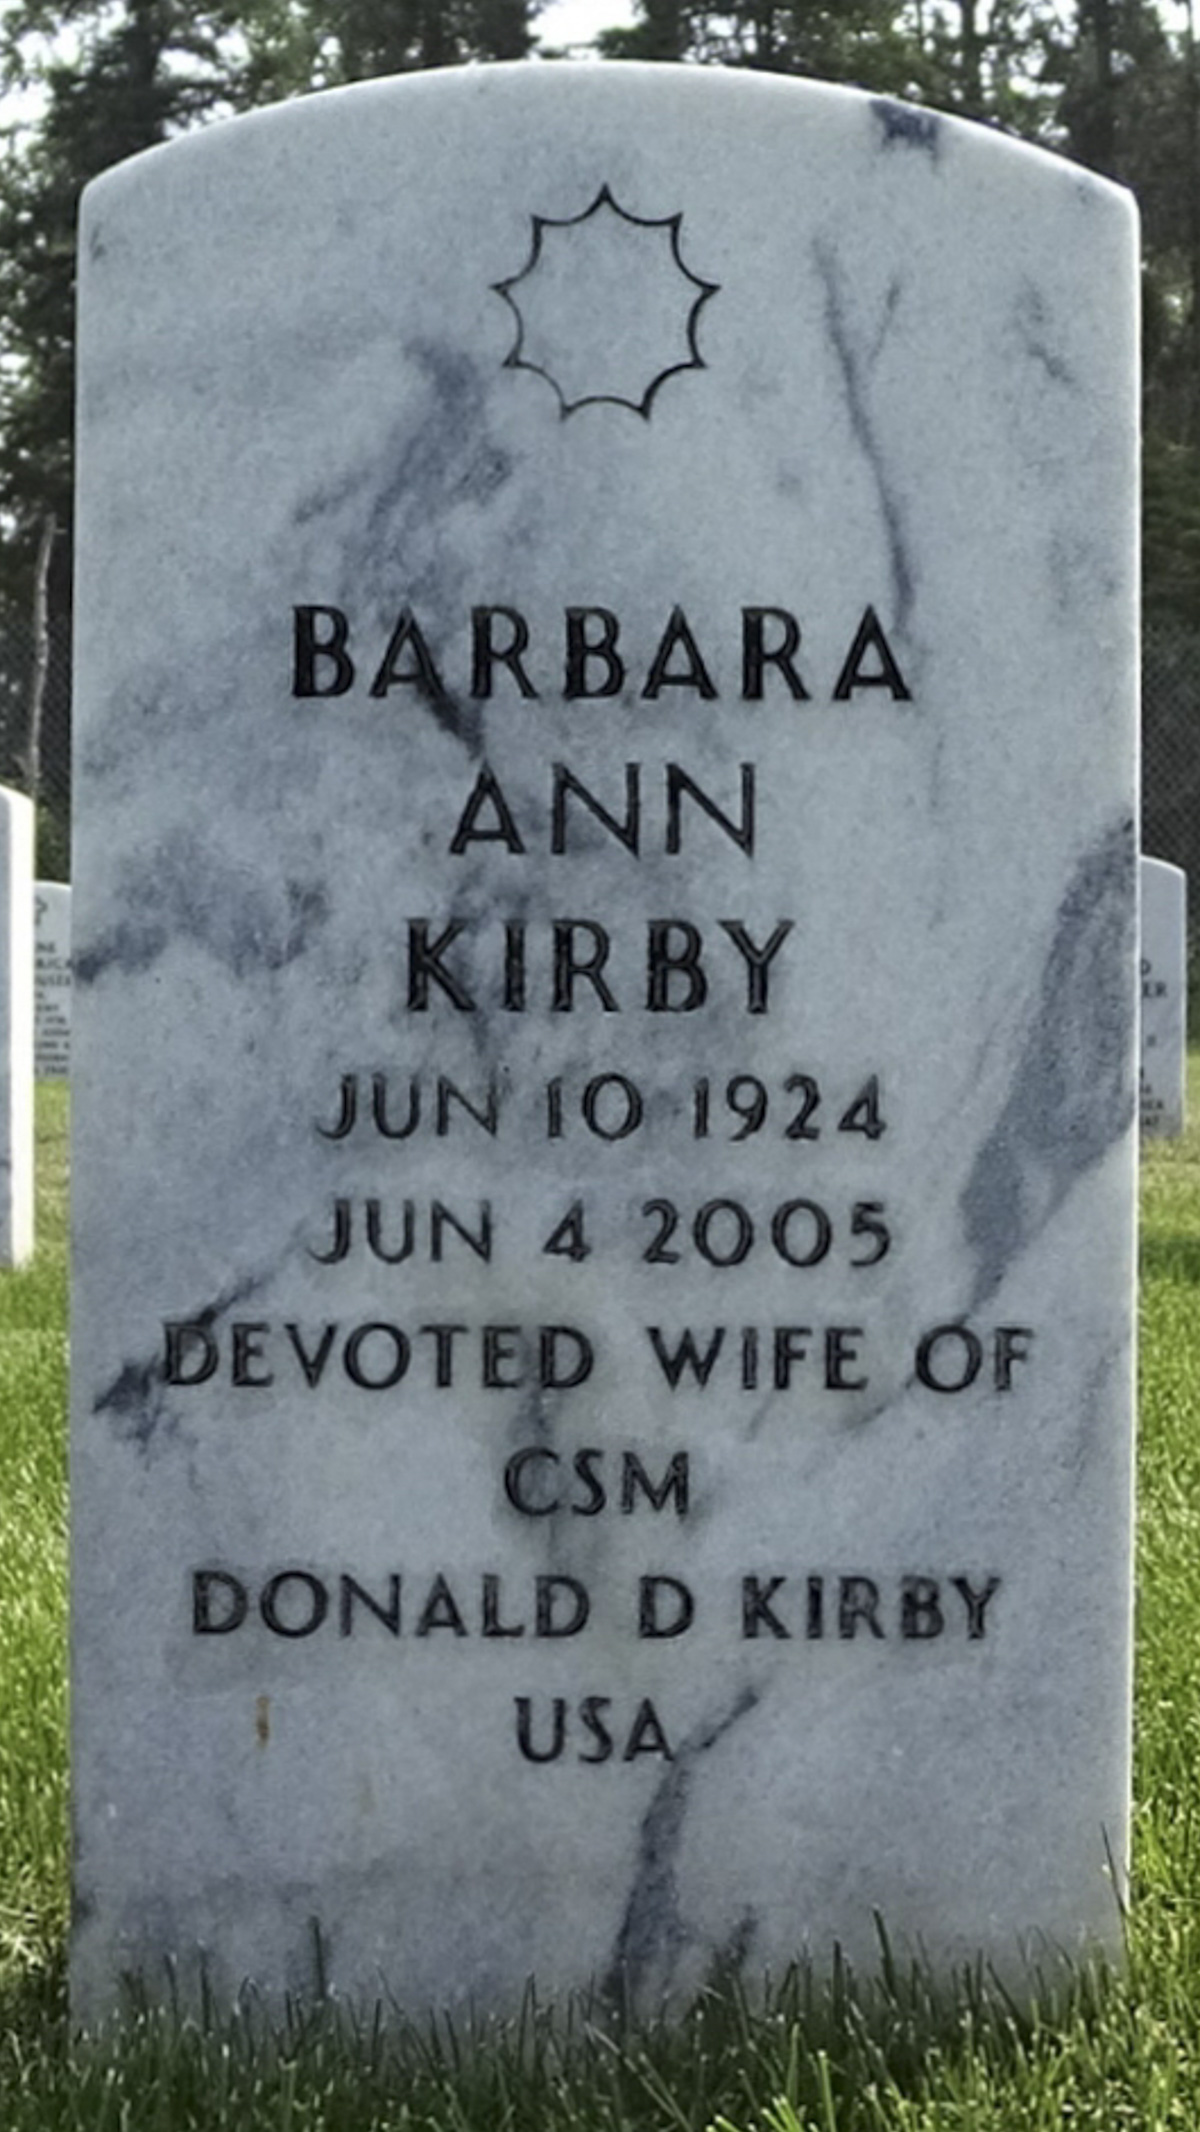 BARBARA
ANN
KIRBY
JUN 10 1924
JUN 4 2005
DEVOTED WIFE OF
CSM
DONALD D KIRBY
USA